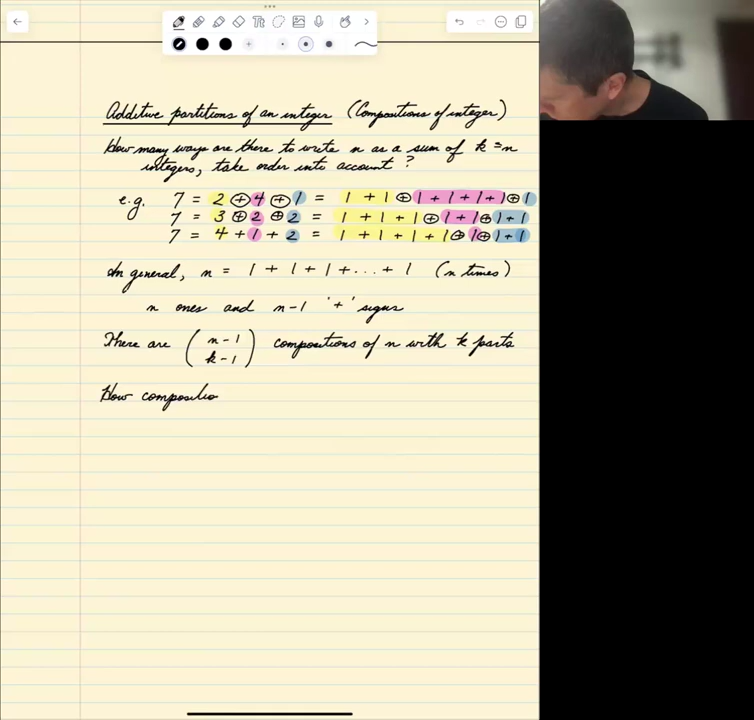 Additive partitions of an integer (Compositions of integer)
How many ways are there to write n as a sum of k ≤ n
integers, take order into account ?
e.g. 7 = 2 ⊕ 4 ⊕ 1 = 1 + 1 ⊕ 1 + 1 + 1 + 1 ⊕ 1
7 = 3 ⊕ 2 ⊕ 2 = 1 + 1 + 1 ⊕ 1 + 1 ⊕ 1 + 1
7 = 4 + 1 + 2 = 1 + 1 + 1 + 1 ⊕ 1 ⊕ 1 + 1
In general, n = 1 + 1 + 1 + ... + 1 (n times)
n ones and n-1 '+' signs
There are (n-1 k-1) compositions of n with k parts
How compositio